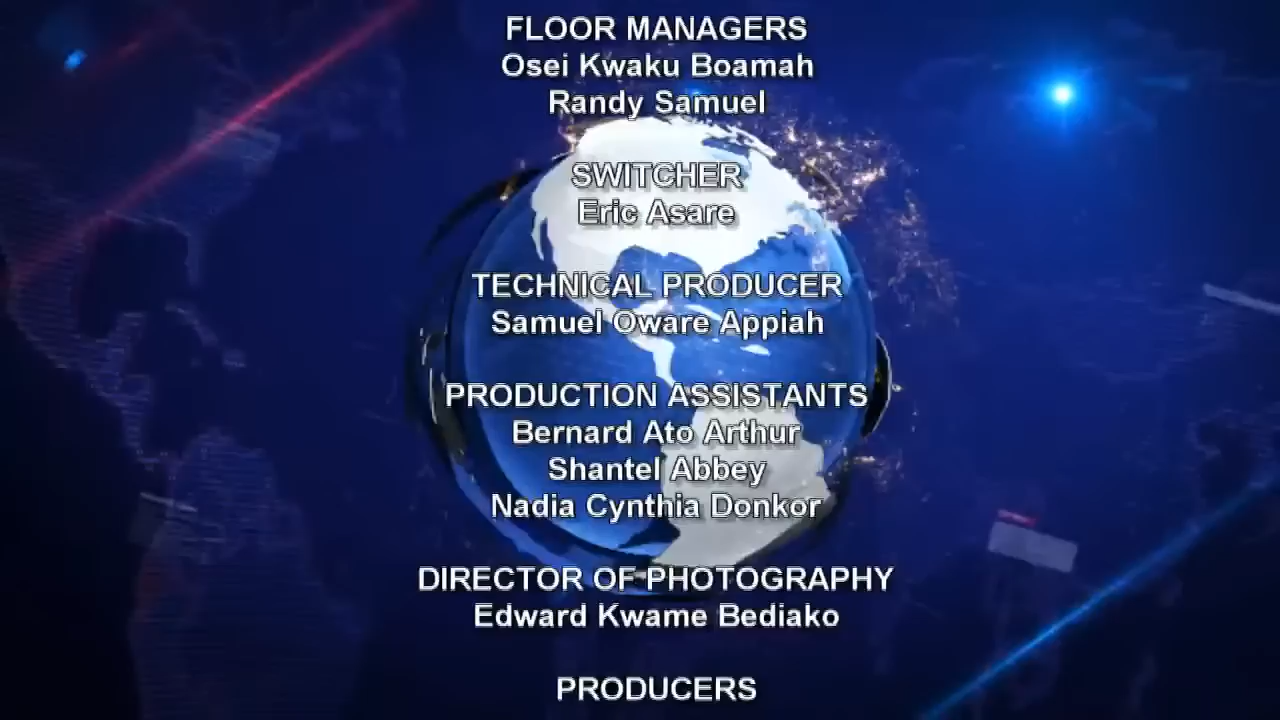 FLOOR MANAGERS
Osei Kwaku Boamah
Randy Samuel
SWITCHER
Eric Asare
TECHNICAL PRODUCER
Samuel Oware Appiah
PRODUCTION ASSISTANTS
Bernard Ato Arthur
Shantel Abbey
Nadia Cynthia Donkor
DIRECTOR OF PHOTOGRAPHY
Edward Kwame Bediako
PRODUCERS